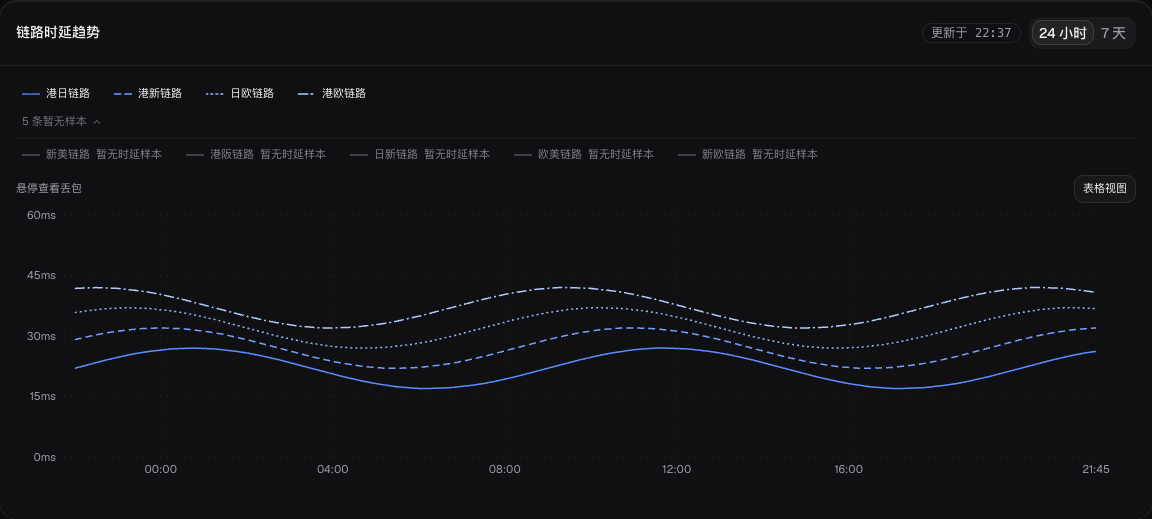 链路时延趋势
更新于 22:37
24 小时
7 天
港日链路 港新链路 日欧链路 港欧链路
5 条暂无样本
新美链路 暂无时延样本 港阪链路 暂无时延样本 日新链路 暂无时延样本 欧美链路 暂无时延样本 新欧链路 暂无时延样本
悬停查看丢包
表格视图
60ms
45ms
30ms
15ms
0ms
00:00 04:00 08:00 12:00 16:00 21:45